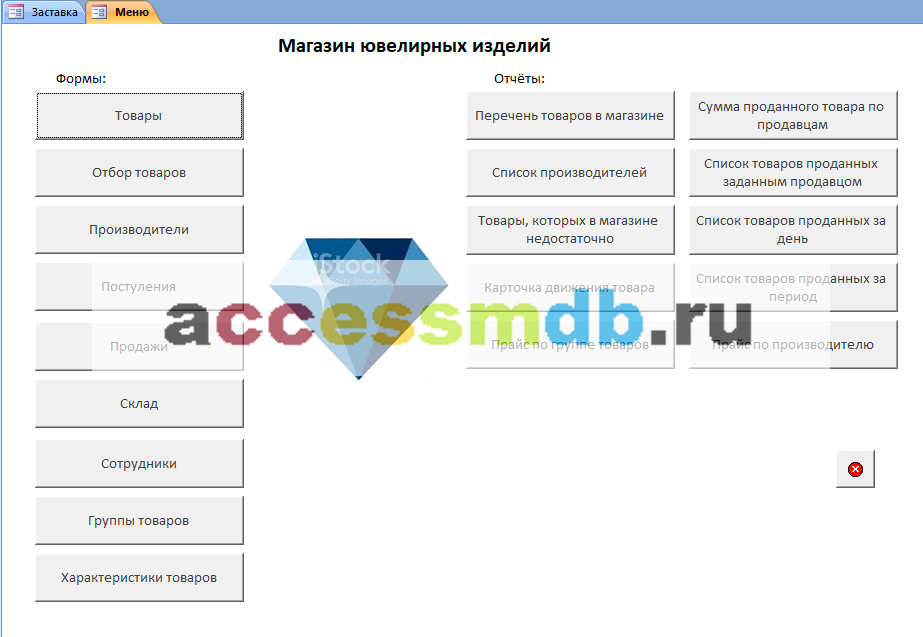 Заставка
Меню
Магазин ювелирных изделий
Формы:
Товары
Отбор товаров
Производители
Постуления
Продажи
Склад
Сотрудники
Группы товаров
Характеристики товаров
Отчёты:
Перечень товаров в магазине
Список производителей
Товары, которых в магазине
недостаточно
Карточка движения товара
Прайс по группе товаров
Сумма проданного товара по
продавцам
Список товаров проданных
заданным продавцом
Список товаров проданных за
день
Список товаров проданных за
период
Прайс по производителю
iStock
accessmdb.ru